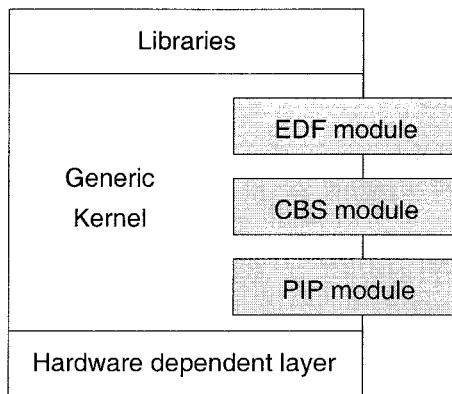 Libraries
EDF module
Generic
Kernel
CBS module
PIP module
Hardware dependent layer